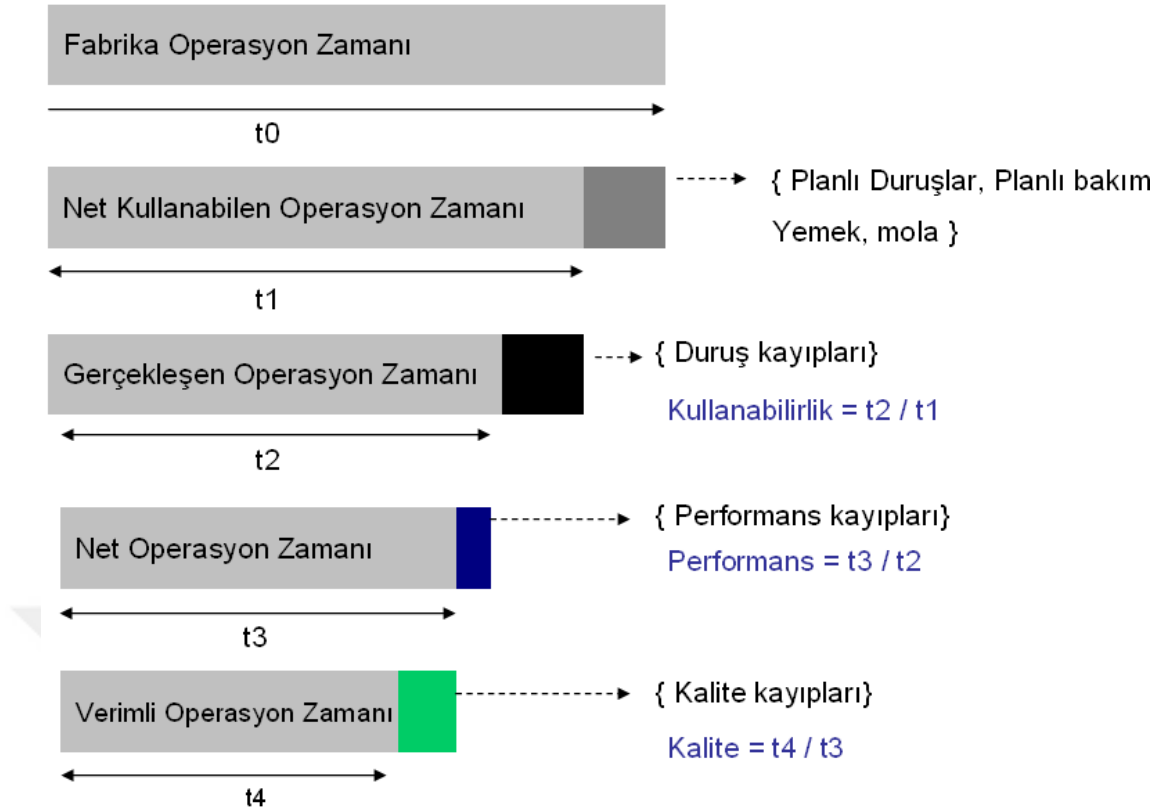 Fabrika Operasyon Zamanı
t0
Net Kullanabilen Operasyon Zamanı
{ Planlı Duruşlar, Planlı bakım
Yemek, mola }
t1
Gerçekleşen Operasyon Zamanı
{ Duruş kayıpları}
Kullanabilirlik = t2 / t1
t2
Net Operasyon Zamanı
{ Performans kayıpları}
Performans = t3 / t2
t3
Verimli Operasyon Zamanı
{ Kalite kayıpları}
Kalite = t4 / t3
t4